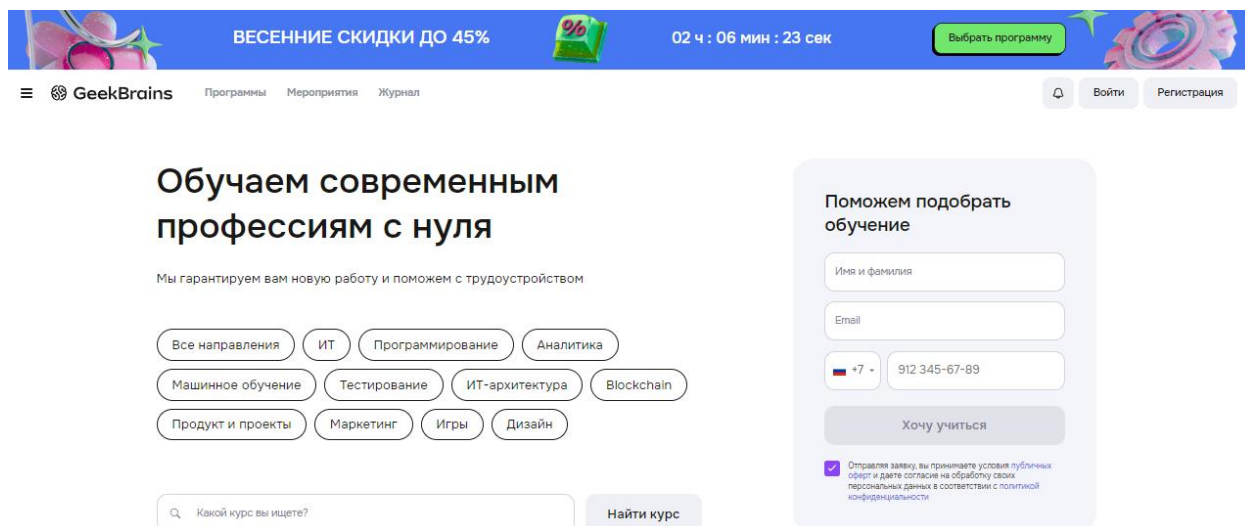 ВЕСЕННИЕ СКИДКИ ДО 45%
%
02 ч : 06 мин : 23 сек
Выбрать программу
GeekBrains
Программы
Мероприятия
Журнал
Войти
Регистрация
Обучаем современным
профессиям с нуля
Мы гарантируем вам новую работу и поможем с трудоустройством
Все направления
ИТ
Программирование
Аналитика
Машинное обучение
Тестирование
ИТ-архитектура
Blockchain
Продукт и проекты
Маркетинг
Игры
Дизайн
Какой курс вы ищете?
Найти курс
Поможем подобрать
обучение
Имя и фамилия
Email
+7
912 345-67-89
Хочу учиться
Отправляя заявку, вы принимаете условия публичных
оферт и даете согласие на обработку своих
персональных данных в соответствии с политикой
конфиденциальности